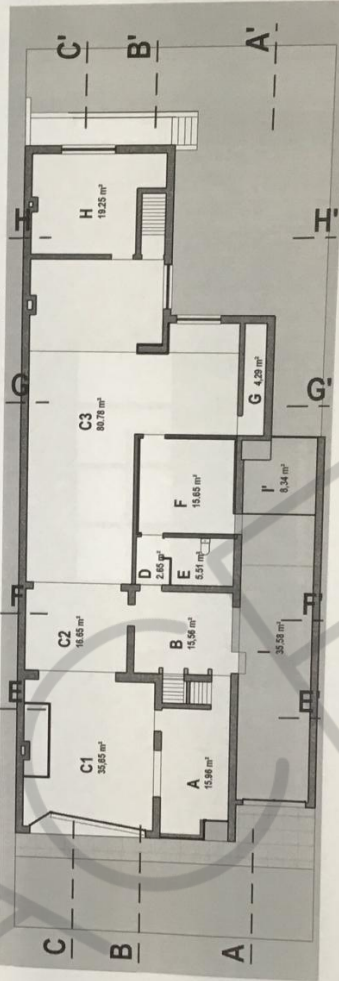 E
F
G
H
C
C'
B
B'
A
A'
C1
35,65 m²
C2
16.65 m²
C3
80.78 m²
H
19.25 m²
A
15.96 m²
B
15,56 m²
D
2.65 m²
E
5.51 m²
F
15.65 m²
G
4,29 m²
I
35,58 m²
I'
8,34 m²
E'
F'
G'
H'